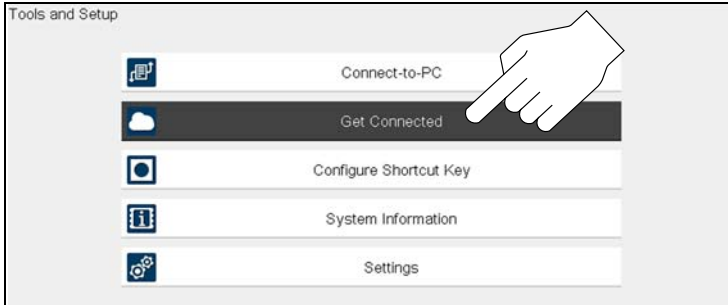 Tools and Setup
Connect-to-PC
Get Connected
Configure Shortcut Key
System Information
Settings